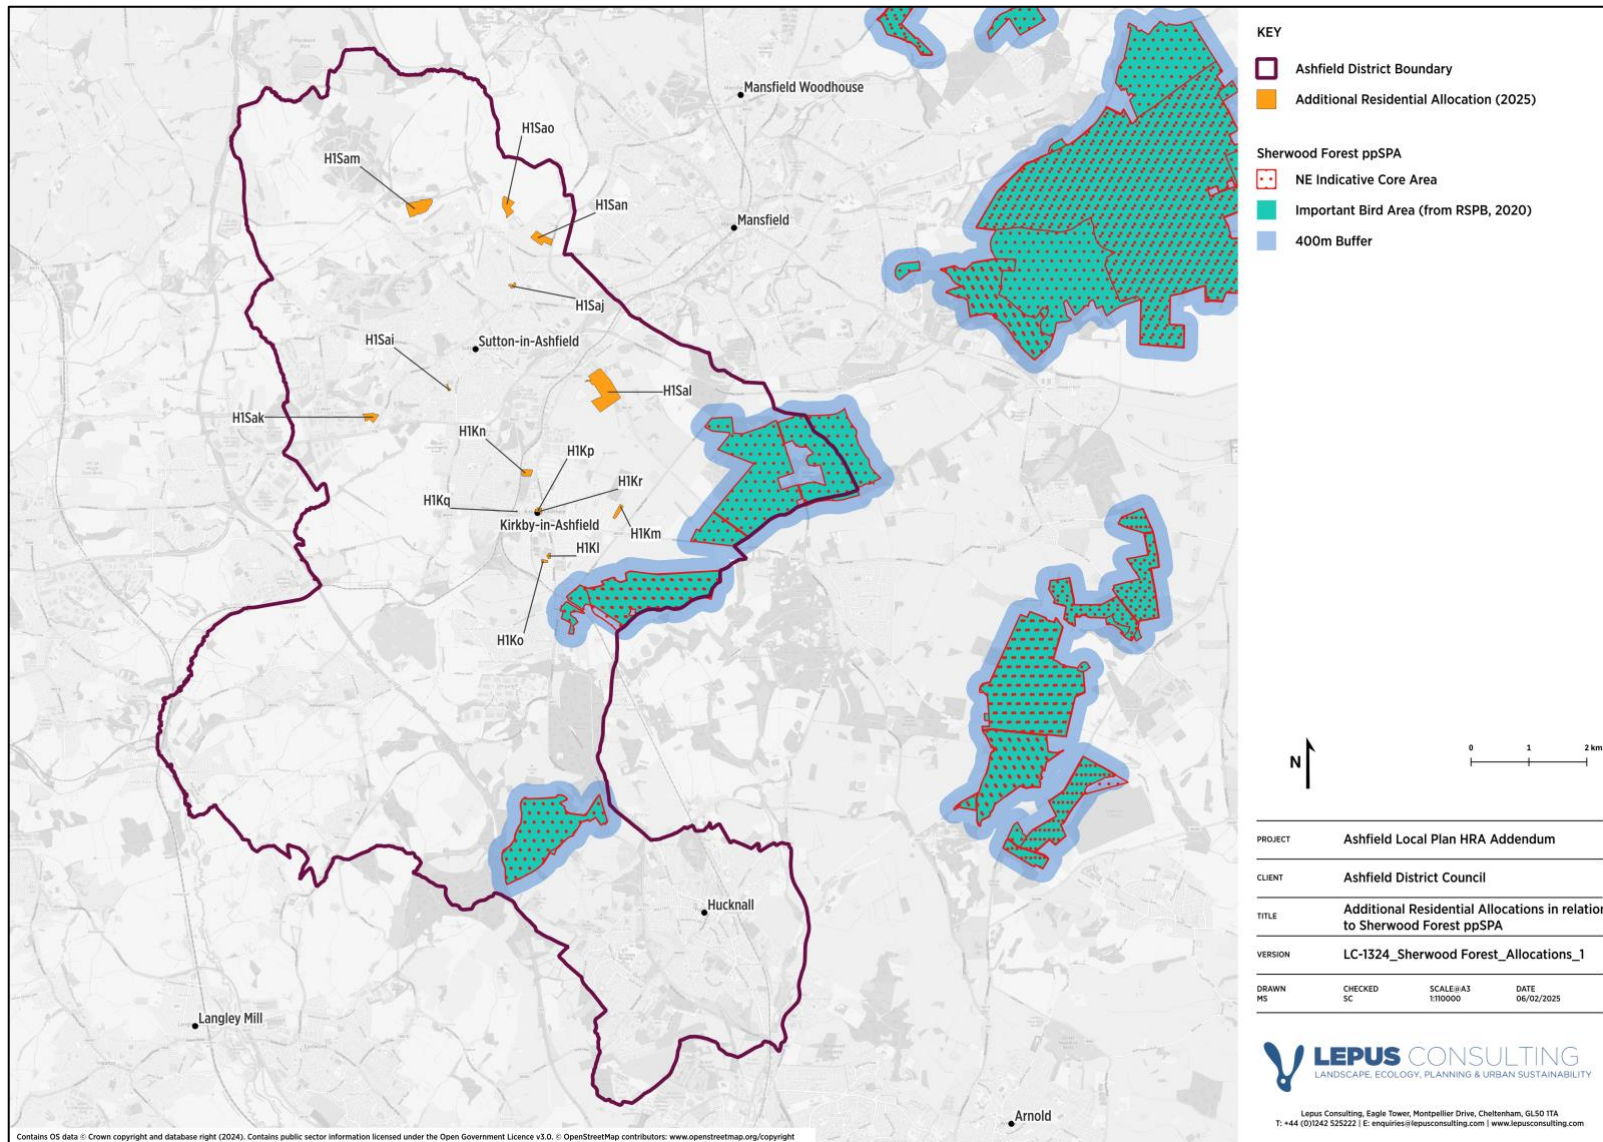 Mansfield Woodhouse
H1Sao
H1Sam
H1San
Mansfield
H1Saj
H1Sai
Sutton-in-Ashfield
H1Sal
H1Sak
H1Kn
H1Kp
H1Kr
H1Kq
Kirkby-in-Ashfield
H1Km
H1Kl
H1Ko
Hucknall
Langley Mill
Arnold
Contains OS data © Crown copyright and database right (2024). Contains public sector information licensed under the Open Government Licence v3.0. © OpenStreetMap contributors: www.openstreetmap.org/copyright
KEY
Ashfield District Boundary
Additional Residential Allocation (2025)
Sherwood Forest ppSPA
NE Indicative Core Area
Important Bird Area (from RSPB, 2020)
400m Buffer
N
0 1 2 km
PROJECT Ashfield Local Plan HRA Addendum
CLIENT Ashfield District Council
TITLE Additional Residential Allocations in relation
to Sherwood Forest ppSPA
VERSION LC-1324_Sherwood Forest_Allocations_1
DRAWN CHECKED SCALE@A3 DATE
MS SC 1:110000 06/02/2025
LEPUS CONSULTING
LANDSCAPE, ECOLOGY, PLANNING & URBAN SUSTAINABILITY
Lepus Consulting, Eagle Tower, Montpellier Drive, Cheltenham, GL50 1TA
T: +44 (0)1242 525222 | E: enquiries@lepusconsulting.com | www.lepusconsulting.com